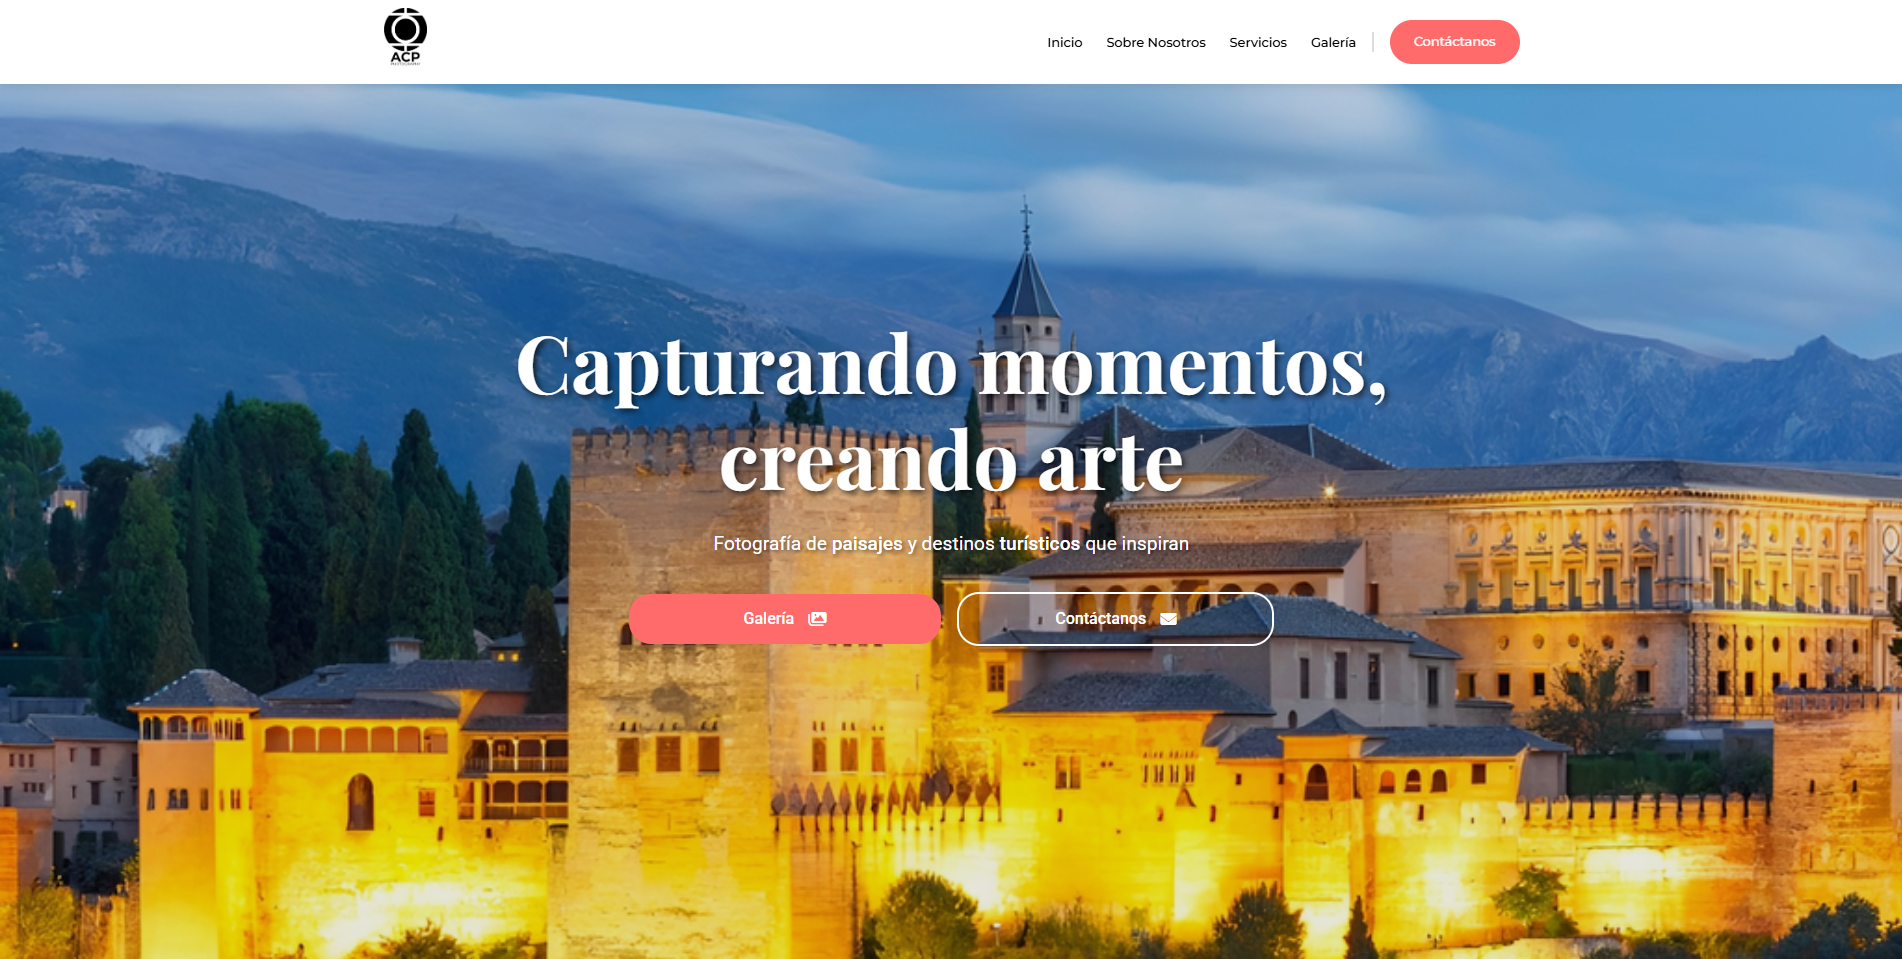 ACP
Inicio
Sobre Nosotros
Servicios
Galería
Contáctanos
Capturando momentos,
creando arte
Fotografía de paisajes y destinos turísticos que inspiran
Galería
Contáctanos